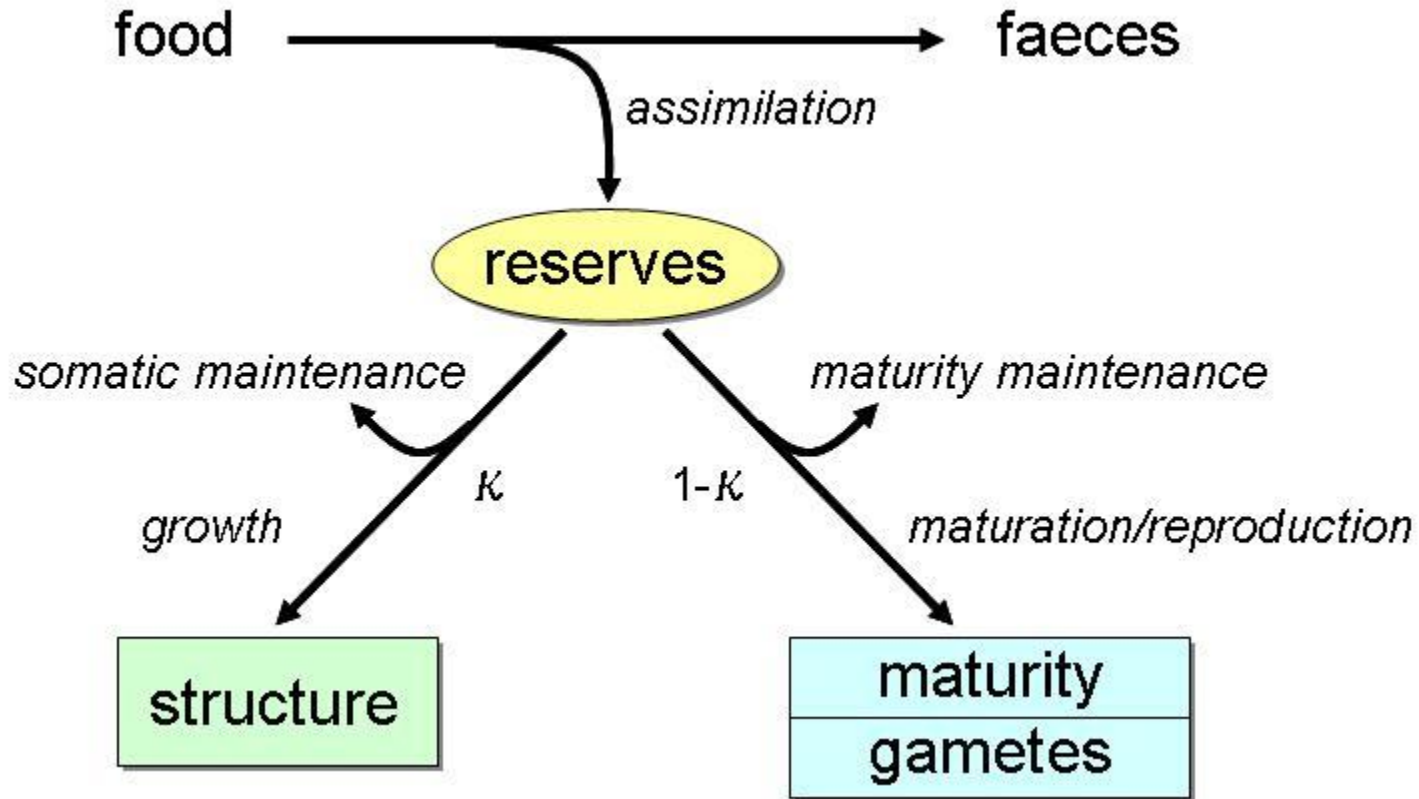 food
faeces
assimilation
reserves
somatic maintenance
maturity maintenance
κ
1-κ
growth
maturation/reproduction
structure
maturity
gametes